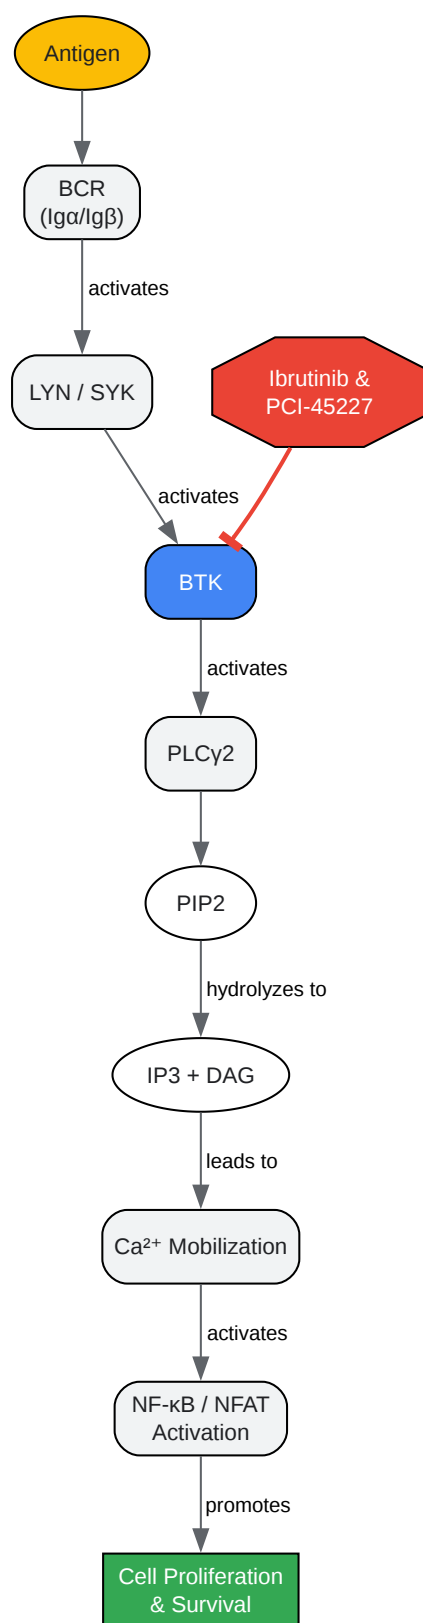 Antigen
BCR
(Igα/Igβ)
activates
LYN / SYK
Ibrutinib &
PCI-45227
activates
BTK
activates
PLCγ2
PIP2
hydrolyzes to
IP3 + DAG
leads to
Ca²⁺ Mobilization
activates
NF-κB / NFAT
Activation
promotes
Cell Proliferation
& Survival